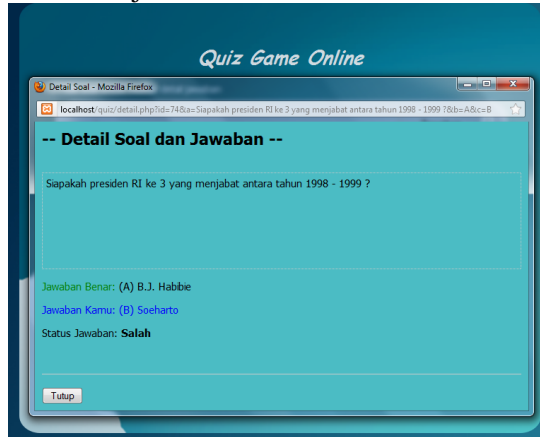 Quiz Game Online
Detail Soal - Mozilla Firefox
localhost/quiz/detail.php?id=74&a=Siapakah presiden RI ke 3 yang menjabat antara tahun 1998 - 1999 ?&b=A&c=B
-- Detail Soal dan Jawaban --
Siapakah presiden RI ke 3 yang menjabat antara tahun 1998 - 1999 ?
Jawaban Benar: (A) B.J. Habibie
Jawaban Kamu: (B) Soeharto
Status Jawaban: Salah
Tutup